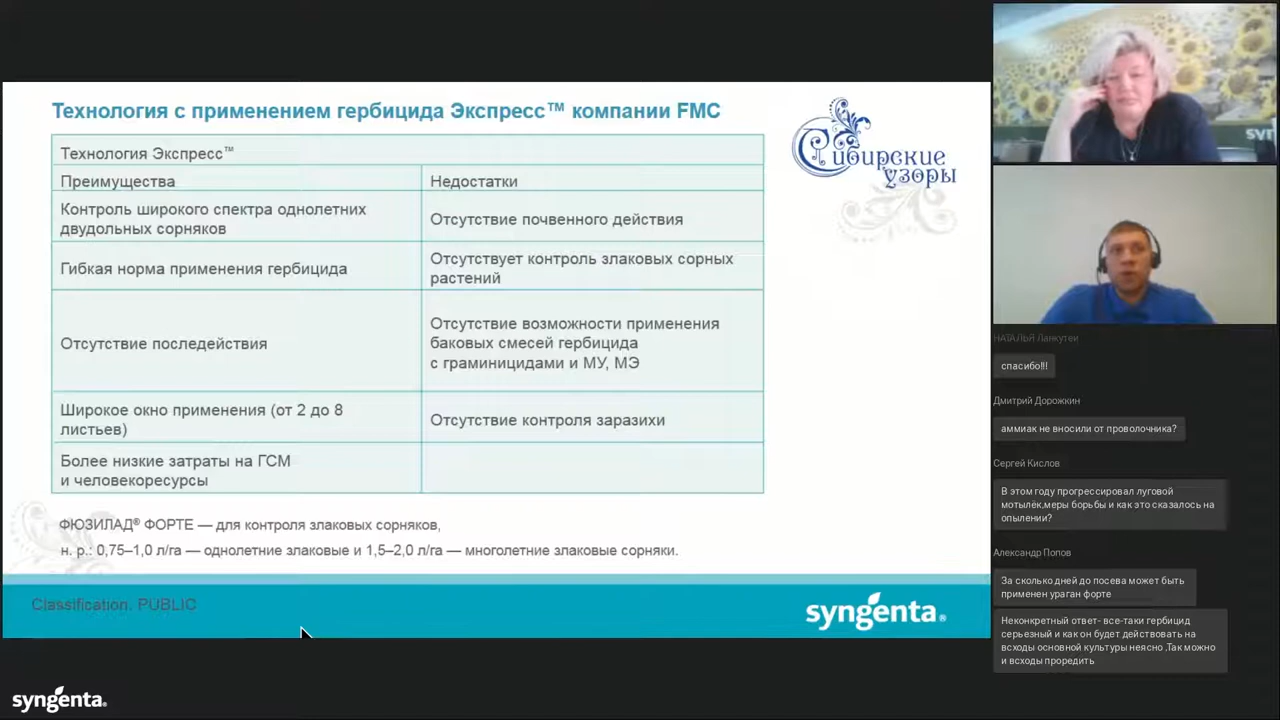 Технология с применением гербицида Экспресс™ компании FMC
Сибирские
узоры
Технология Экспресс™
Преимущества
Недостатки
Контроль широкого спектра однолетних
двудольных сорняков
Отсутствие почвенного действия
Гибкая норма применения гербицида
Отсутствует контроль злаковых сорных
растений
Отсутствие последействия
Отсутствие возможности применения
баковых смесей гербицида
с граминицидами и МУ, МЭ
Широкое окно применения (от 2 до 8
листьев)
Отсутствие контроля заразихи
Более низкие затраты на ГСМ
и человекоресурсы
ФЮЗИЛАД® ФОРТЕ — для контроля злаковых сорняков,
н. р.: 0,75–1,0 л/га — однолетние злаковые и 1,5–2,0 л/га — многолетние злаковые сорняки.
Classification: PUBLIC
syngenta®
syngenta®
НАТАЛЬЯ Ланкутен
спасибо!!!
Дмитрий Дорожкин
аммиак не вносили от проволочника?
Сергей Кислов
В этом году прогрессировал луговой
мотылёк,меры борьбы и как это сказалось на
опылении?
Александр Попов
За сколько дней до посева может быть
применен ураган форте
Неконкретный ответ- все-таки гербицид
серьезный и как он будет действовать на
всходы основной культуры неясно .Так можно
и всходы проредить